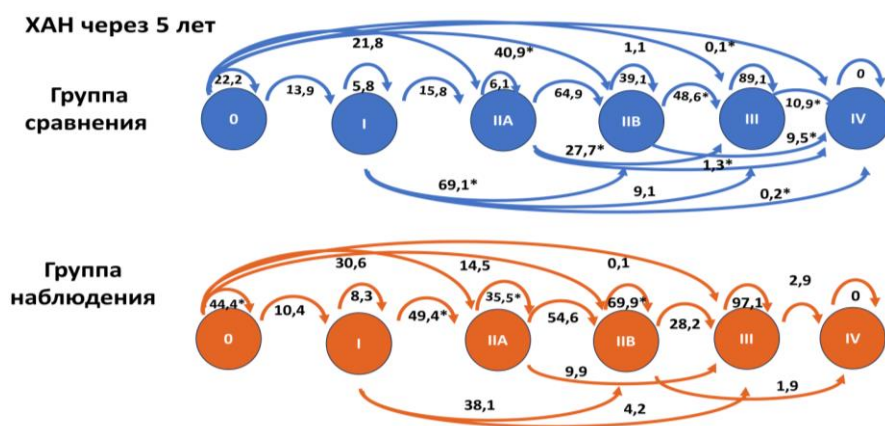 ХАН через 5 лет
21,8
40,9*
1,1
0,1*
22,2
13,9
5,8
15,8
6,1
64,9
39,1
48,6*
89,1
10,9*
0
Группа
сравнения
0
I
IIA
IIB
III
IV
27,7*
9,5*
1,3*
69,1*
9,1
0,2*
Группа
наблюдения
30,6
14,5
0,1
2,9
44,4*
10,4
8,3
49,4*
35,5*
54,6
69,9*
28,2
97,1
0
0
I
IIA
IIB
III
IV
9,9
1,9
38,1
4,2